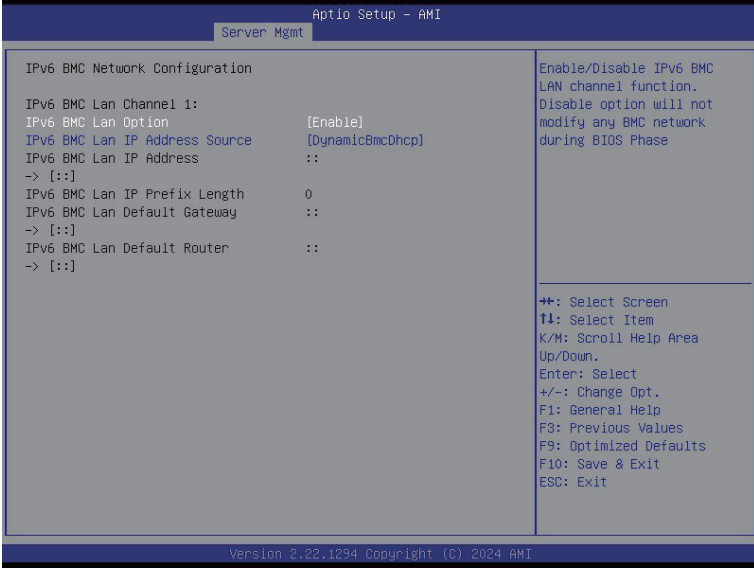 Aptio Setup – AMI
Server Mgmt
IPv6 BMC Network Configuration
IPv6 BMC Lan Channel 1:
IPv6 BMC Lan Option [Enable]
IPv6 BMC Lan IP Address Source [DynamicBmcDhcp]
IPv6 BMC Lan IP Address ::
-> [::]
IPv6 BMC Lan IP Prefix Length 0
IPv6 BMC Lan Default Gateway ::
-> [::]
IPv6 BMC Lan Default Router ::
-> [::]
Enable/Disable IPv6 BMC
LAN channel function.
Disable option will not
modify any BMC network
during BIOS Phase
→←: Select Screen
↑↓: Select Item
K/M: Scroll Help Area
Up/Down.
Enter: Select
+/-: Change Opt.
F1: General Help
F3: Previous Values
F9: Optimized Defaults
F10: Save & Exit
ESC: Exit
Version 2.22.1294 Copyright (C) 2024 AMI